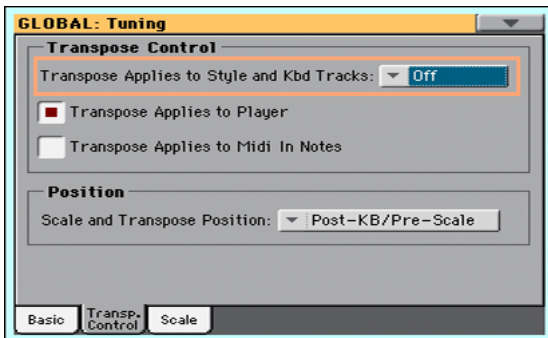 GLOBAL: Tuning
Transpose Control
Transpose Applies to Style and Kbd Tracks: Off
Transpose Applies to Player
Transpose Applies to Midi In Notes
Position
Scale and Transpose Position: Post-KB/Pre-Scale
Basic Transp. Control Scale